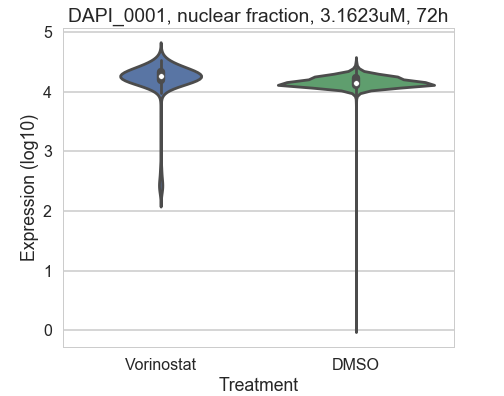 DAPI_0001, nuclear fraction, 3.1623uM, 72h
Expression (log10)
5
4
3
2
1
0
Vorinostat
DMSO
Treatment